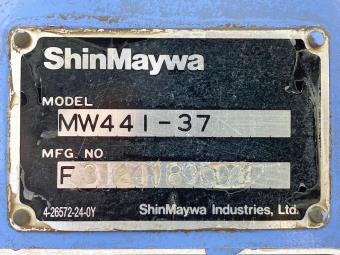 ShinMaywa
MODEL
MW441-37
MFG. NO
F
4-26572-24-0Y
ShinMaywa Industries, Ltd.